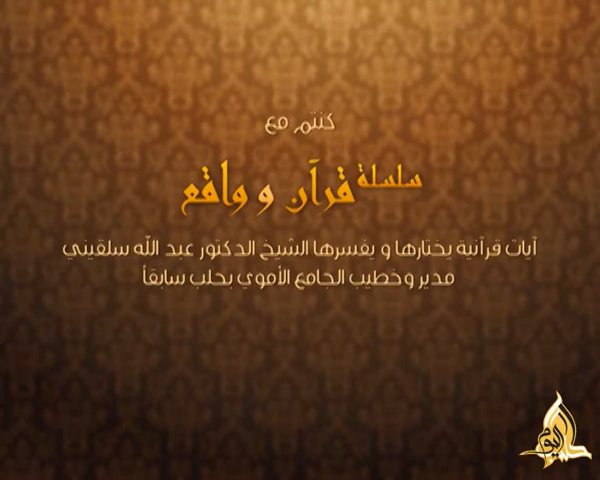 كنتم مع
سلسلة قرآن و واقع
آيات قرآنية يختارها و يفسرها الشيخ الدكتور عبد الله سلقيني
مدير وخطيب الجامع الأموي بحلب سابقاً